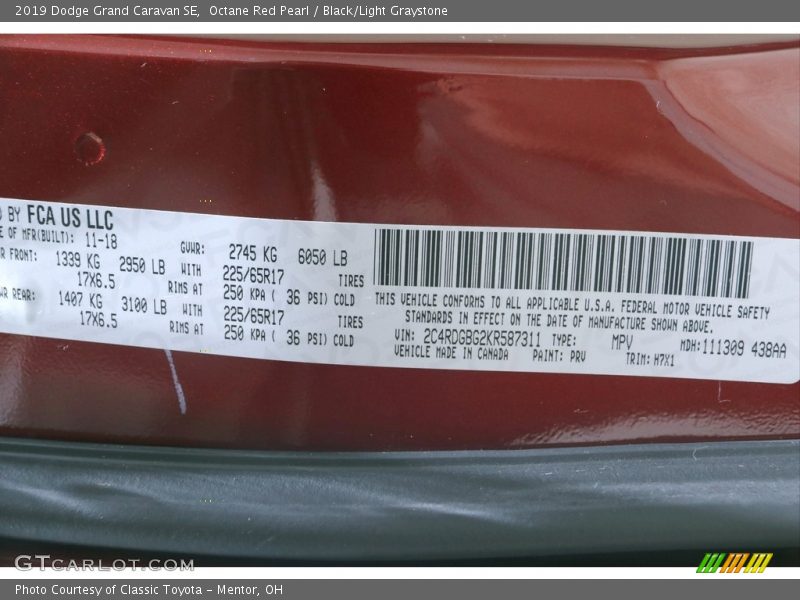 2019 Dodge Grand Caravan SE, Octane Red Pearl / Black/Light Graystone
BY FCA US LLC
E OF MFR(BUILT): 11-18
GVWR: 2745 KG 6050 LB
R FRONT: 1339 KG 2950 LB WITH 225/65R17 TIRES
17X6.5 RIMS AT 250 KPA ( 36 PSI) COLD
WR REAR: 1407 KG 3100 LB WITH 225/65R17 TIRES
17X6.5 RIMS AT 250 KPA ( 36 PSI) COLD
THIS VEHICLE CONFORMS TO ALL APPLICABLE U.S.A. FEDERAL MOTOR VEHICLE SAFETY
STANDARDS IN EFFECT ON THE DATE OF MANUFACTURE SHOWN ABOVE.
VIN: 2C4RDGBG2KR587311 TYPE: MPV MDH:111309 438AA
VEHICLE MADE IN CANADA PAINT: PRV TRIM: H7X1
GTCARLOT.COM
Photo Courtesy of Classic Toyota - Mentor, OH